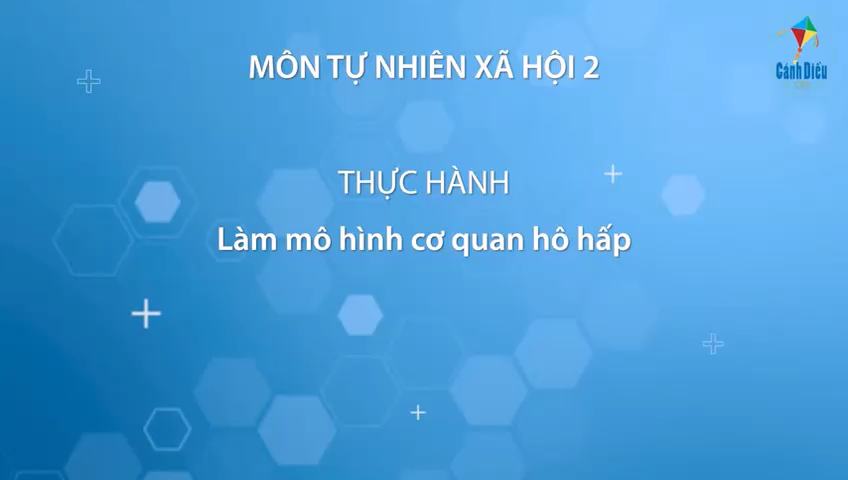 MÔN TỰ NHIÊN XÃ HỘI 2
Cánh Diều
THỰC HÀNH
Làm mô hình cơ quan hô hấp